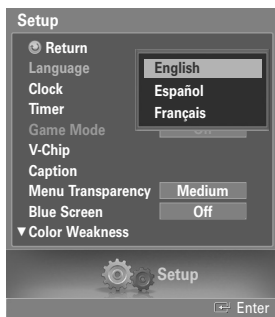 Setup
Return
Language
English
Clock
Español
Timer
Français
Game Mode
V-Chip
Caption
Menu Transparency Medium
Blue Screen Off
▼ Color Weakness
Setup
Enter